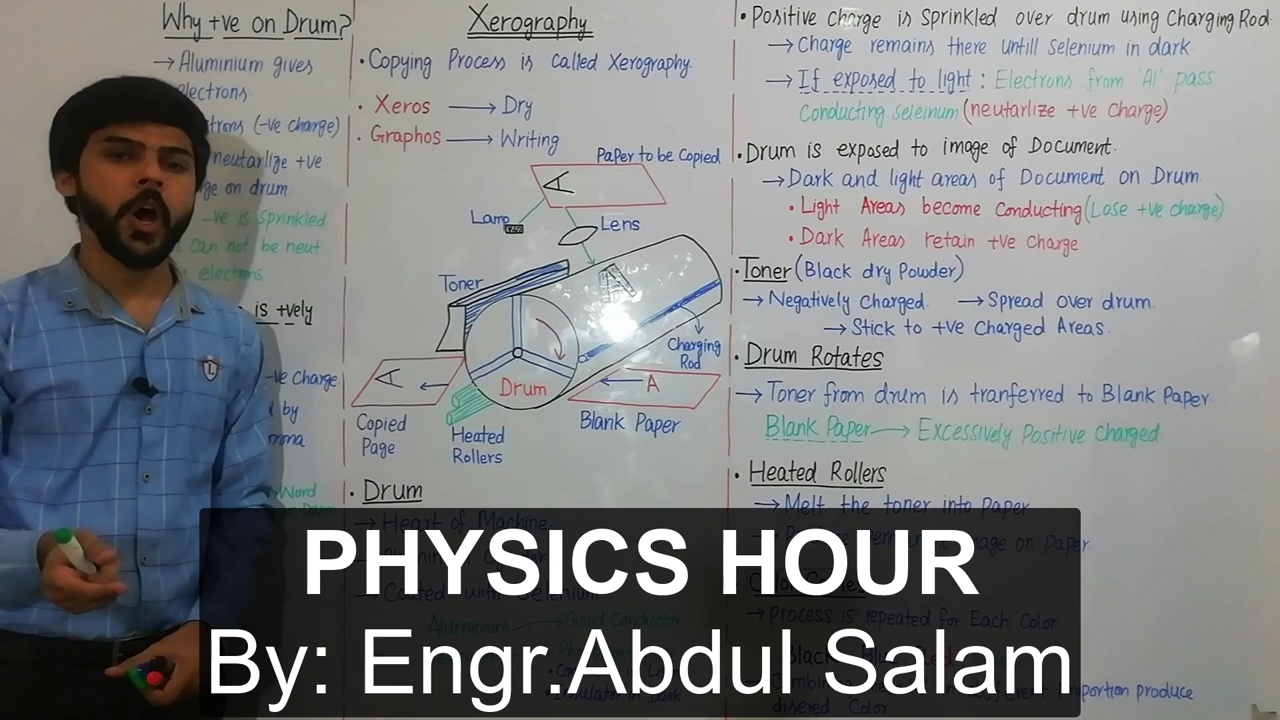 Why +ve on Drum?
→ Aluminium gives
electrons
(-ve charge)
neutarlize +ve
on drum
-ve is sprinkled
can not be neut
electrons
is +vely
-ve charge
by
Word
Xerography
• Copying Process is called Xerography.
• Xeros → Dry
• Graphos → Writing
Paper to be Copied
A
Lamp
Lens
Toner
A
Charging
Rod
Drum
A
A
Copied
Page
Heated
Rollers
Blank Paper
• Drum
→ Heart of Machine
→ Coated with Selenium
Aluminium → Good Conductor
• Positive charge is sprinkled over drum using Charging Rod.
→ Charge remains there untill selenium in dark
→ If exposed to light : Electrons from 'Al' pass
Conducting seleinum (neutarlize +ve charge)
• Drum is exposed to image of Document.
→ Dark and light areas of Document on Drum
• Light Areas become Conducting (Lose +ve charge)
• Dark Areas retain +ve charge
• Toner (Black dry Powder)
→ Negatively Charged. → Spread over drum.
→ Stick to +ve Charged Areas.
• Drum Rotates
→ Toner from drum is tranferred to Blank Paper.
Blank Paper → Excessively Positive Charged
• Heated Rollers
→ Melt the toner into Paper
image on Paper.
→ Process is repeated for Each Color
Black Blue
proportion produce
Color
PHYSICS HOUR
By: Engr.Abdul Salam